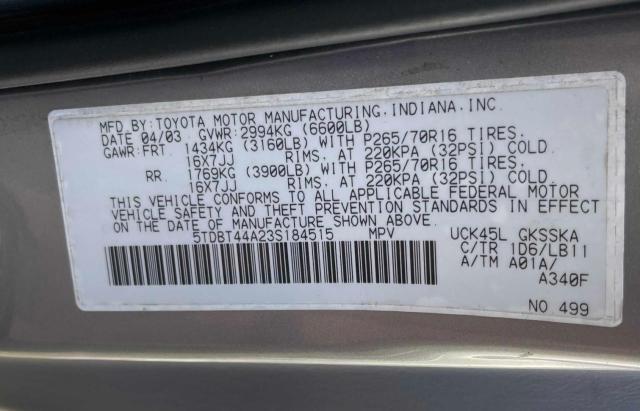 MFD BY:TOYOTA MOTOR MANUFACTURING,INDIANA,INC.
DATE 04/03 GVWR:2994KG (6600LB)
GAWR:FRT 1434KG (3160LB) WITH P265/70R16 TIRES,
16X7JJ RIMS, AT 220KPA (32PSI) COLD
RR 1769KG (3900LB) WITH P265/70R16 TIRES,
16X7JJ RIMS, AT 220KPA (32PSI) COLD.
THIS VEHICLE CONFORMS TO ALL APPLICABLE FEDERAL MOTOR
VEHICLE SAFETY AND THEFT PREVENTION STANDARDS IN EFFECT
ON THE DATE OF MANUFACTURE SHOWN ABOVE.
5TDBT44A23S184515 MPV UCK45L GKSSKA
C/TR 1D6/LB11
A/TM A01A/
A340F
NO 499